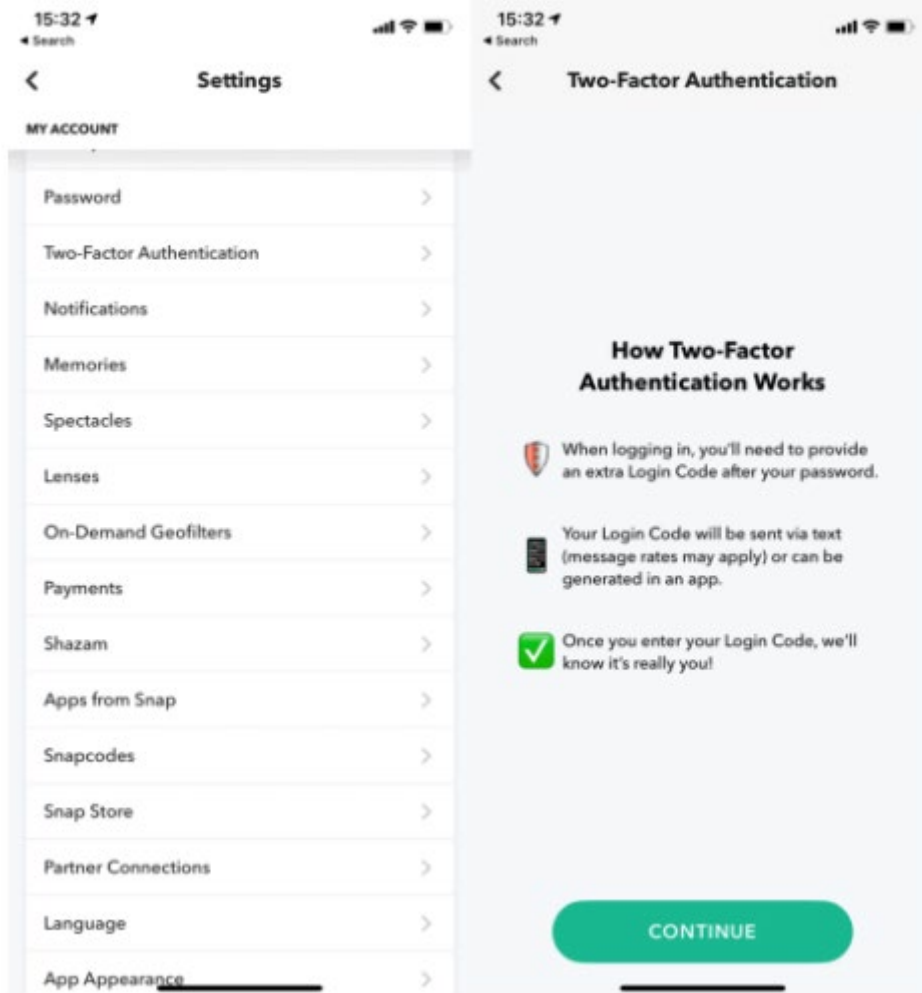 15:32
Search
Settings
MY ACCOUNT
Password
Two-Factor Authentication
Notifications
Memories
Spectacles
Lenses
On-Demand Geofilters
Payments
Shazam
Apps from Snap
Snapcodes
Snap Store
Partner Connections
Language
App Appearance
15:32
Search
Two-Factor Authentication
How Two-Factor
Authentication Works
When logging in, you'll need to provide
an extra Login Code after your password.
Your Login Code will be sent via text
(message rates may apply) or can be
generated in an app.
Once you enter your Login Code, we'll
know it's really you!
CONTINUE